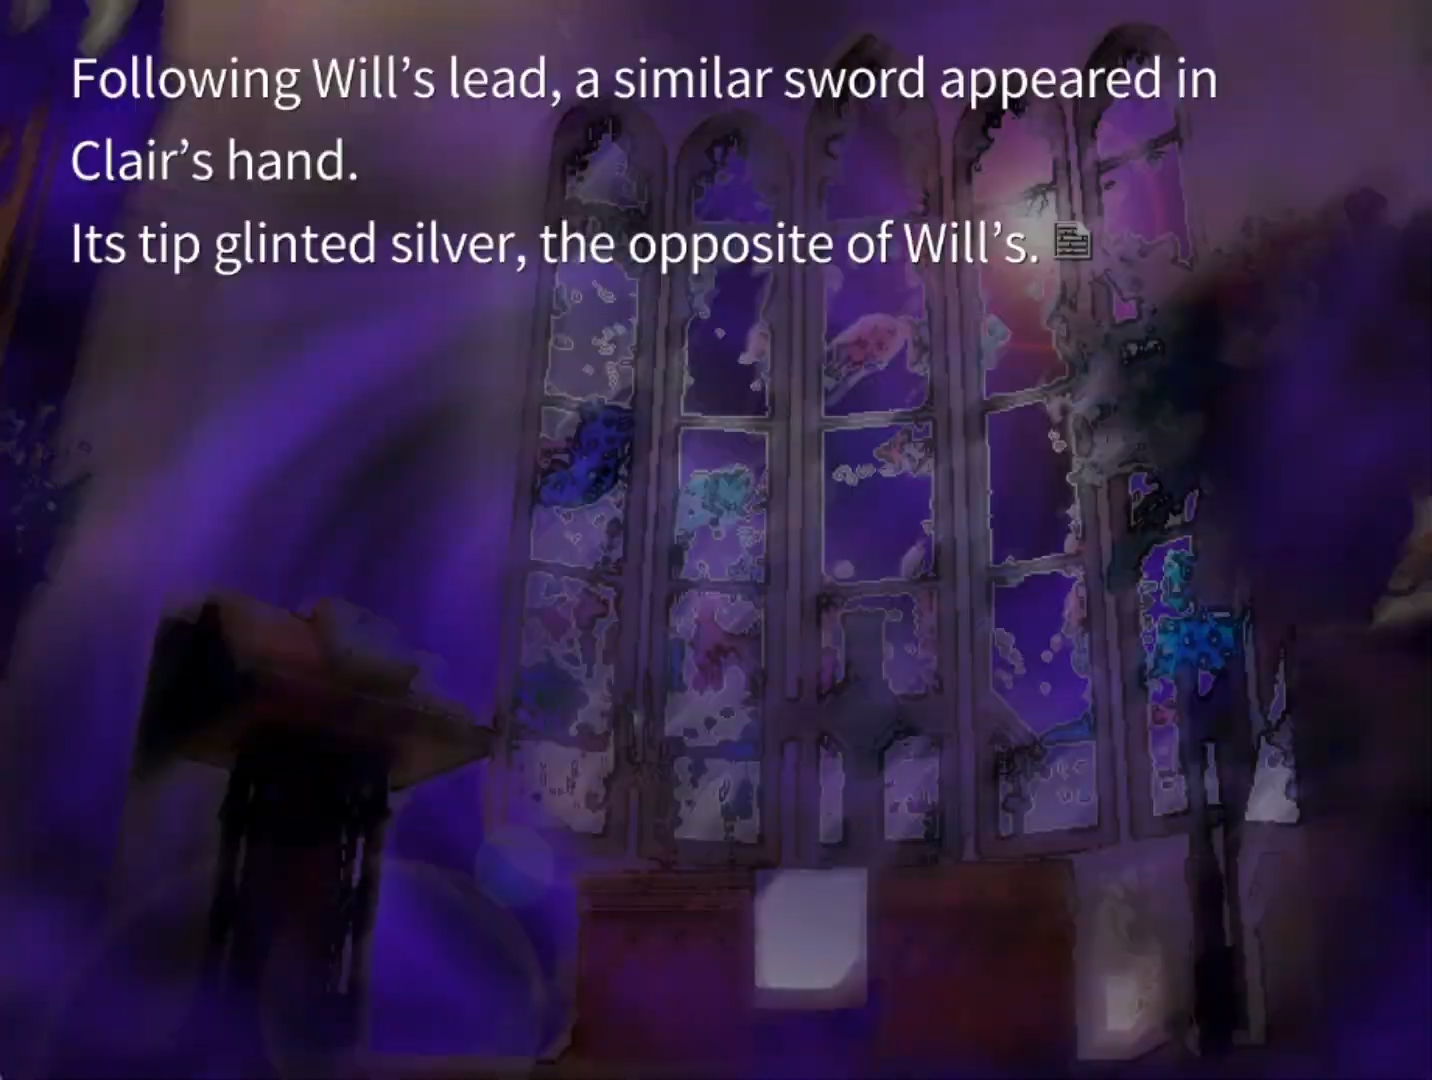 Following Will’s lead, a similar sword appeared in
Clair’s hand.
Its tip glinted silver, the opposite of Will’s.